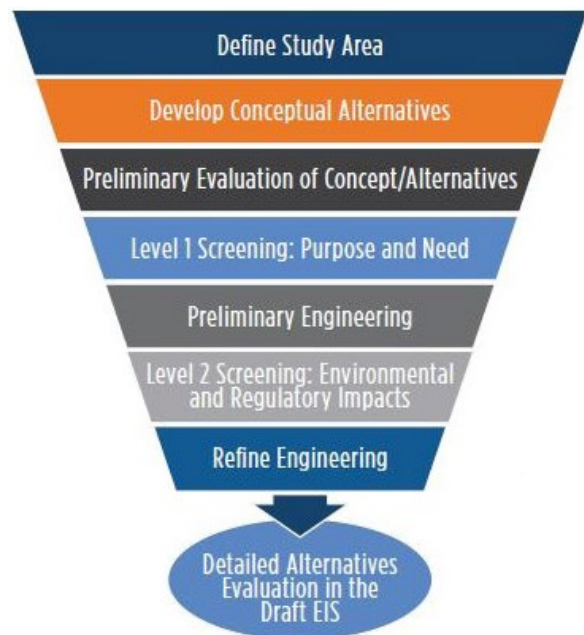 Define Study Area
Develop Conceptual Alternatives
Preliminary Evaluation of Concept/Alternatives
Level 1 Screening: Purpose and Need
Preliminary Engineering
Level 2 Screening: Environmental
and Regulatory Impacts
Refine Engineering
Detailed Alternatives
Evaluation in the
Draft EIS